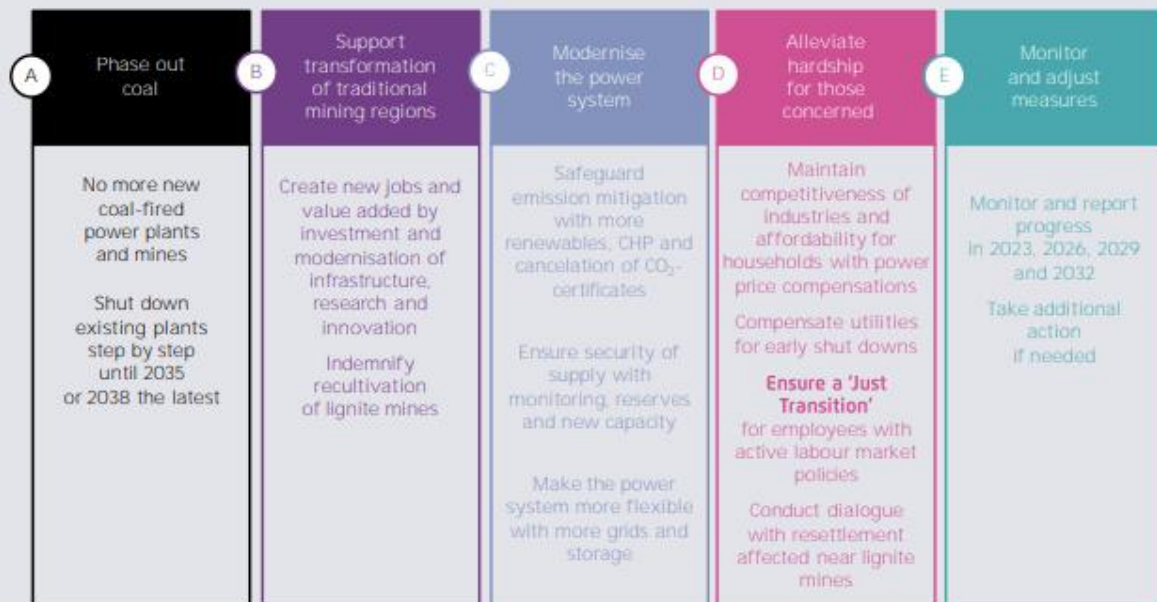 A
Phase out
coal
No more new
coal-fired
power plants
and mines
Shut down
existing plants
step by step
until 2035
or 2038 the latest
B
Support
transformation
of traditional
mining regions
Create new jobs and
value added by
investment and
modernisation of
infrastructure,
research and
innovation
Indemnify
recultivation
of lignite mines
C
Modernise
the power
system
Safeguard
emission mitigation
with more
renewables, CHP and
cancelation of CO₂-
certificates
Ensure security of
supply with
monitoring, reserves
and new capacity
Make the power
system more flexible
with more grids and
storage
D
Alleviate
hardship
for those
concerned
Maintain
competitiveness of
industries and
affordability for
households with power
price compensations
Compensate utilities
for early shut downs
Ensure a 'Just
Transition'
for employees with
active labour market
policies
Conduct dialogue
with resettlement
affected near lignite
mines
E
Monitor
and adjust
measures
Monitor and report
progress
in 2023, 2026, 2029
and 2032
Take additional
action
if needed